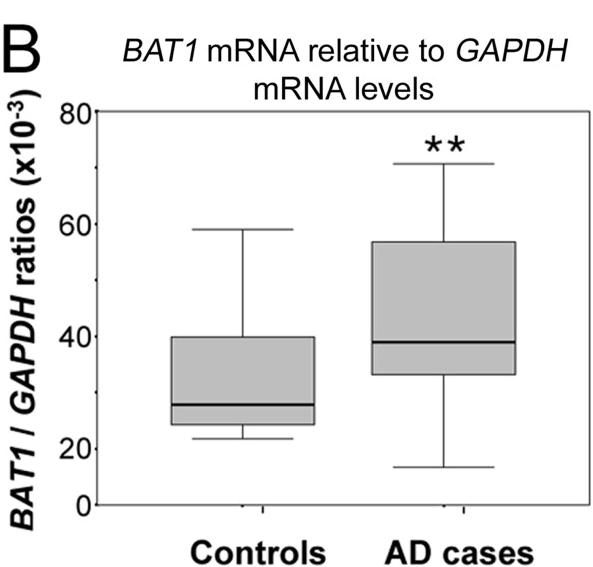 B
BAT1 mRNA relative to GAPDH
mRNA levels
BAT1 / GAPDH ratios (x10⁻³)
80
60
40
20
0
**
Controls
AD cases